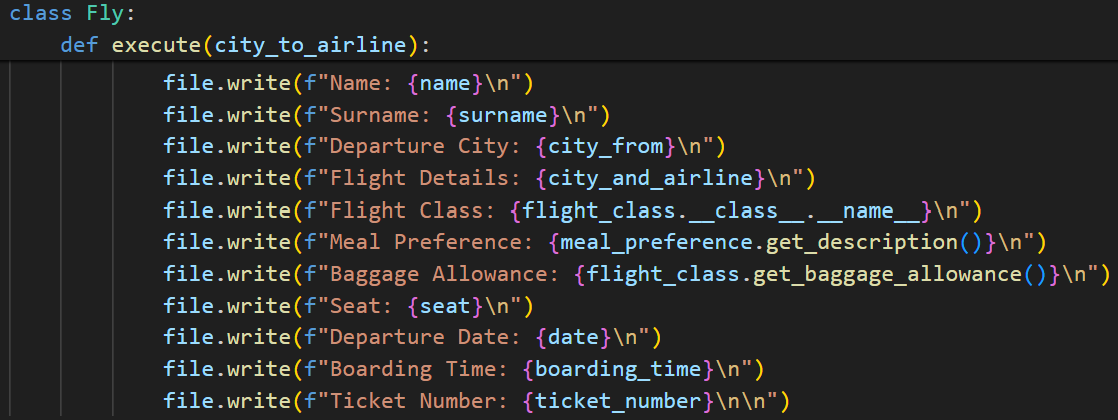 class Fly:
    def execute(city_to_airline):
            file.write(f"Name: {name}\n")
            file.write(f"Surname: {surname}\n")
            file.write(f"Departure City: {city_from}\n")
            file.write(f"Flight Details: {city_and_airline}\n")
            file.write(f"Flight Class: {flight_class.__class__.__name__}\n")
            file.write(f"Meal Preference: {meal_preference.get_description()}\n")
            file.write(f"Baggage Allowance: {flight_class.get_baggage_allowance()}\n")
            file.write(f"Seat: {seat}\n")
            file.write(f"Departure Date: {date}\n")
            file.write(f"Boarding Time: {boarding_time}\n")
            file.write(f"Ticket Number: {ticket_number}\n\n")